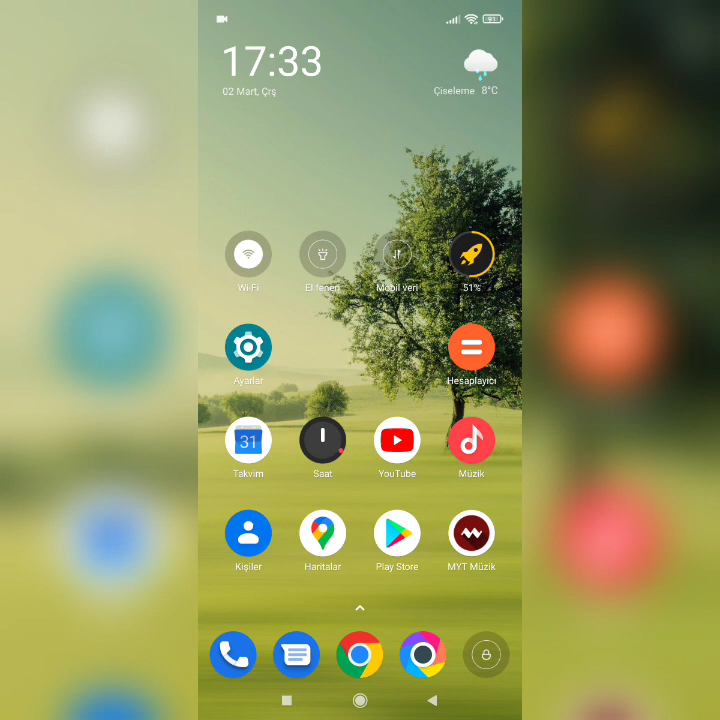 17:33
02 Mart, Çrş
Çiseleme 8°C
Wi-Fi
El feneri
Mobil veri
51%
Ayarlar
Hesaplayıcı
31
Takvim
Saat
YouTube
Müzik
Kişiler
Haritalar
Play Store
MYT Müzik